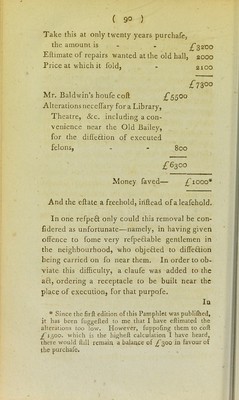 ( 90 )
Take this at only twenty years purchaſe,
the amount is - - £3200
Eſtimate of repairs wanted at the old hall, 2000
Price at which it ſold, - 2100
£7300
Mr. Baldwin's houſe coſt £5500
Alterations neceſſary for a Library,
Theatre, &c. including a con-
venience near the Old Bailey,
for the diſſection of executed
felons, - - 800
£6300
Money ſaved— £1000*
And the eſtate a freehold, inſtead of a leaſehold.
In one reſpect only could this removal be con-
ſidered as unfortunate—namely, in having given
offence to ſome very reſpectable gentlemen in
the neighbourhood, who objected to diſſection
being carried on ſo near them. In order to ob-
viate this difficulty, a clauſe was added to the
act, ordering a receptacle to be built near the
place of execution, for that purpoſe.
In
* Since the firſt edition of this Pamphlet was publiſhed,
it has been ſuggeſted to me that I have eſtimated the
alterations too low. However, ſuppoſing them to coſt
£1500. which is the higheſt calculation I have heard,
there would ſtill remain a balance of £300 in favour of
the purchaſe.